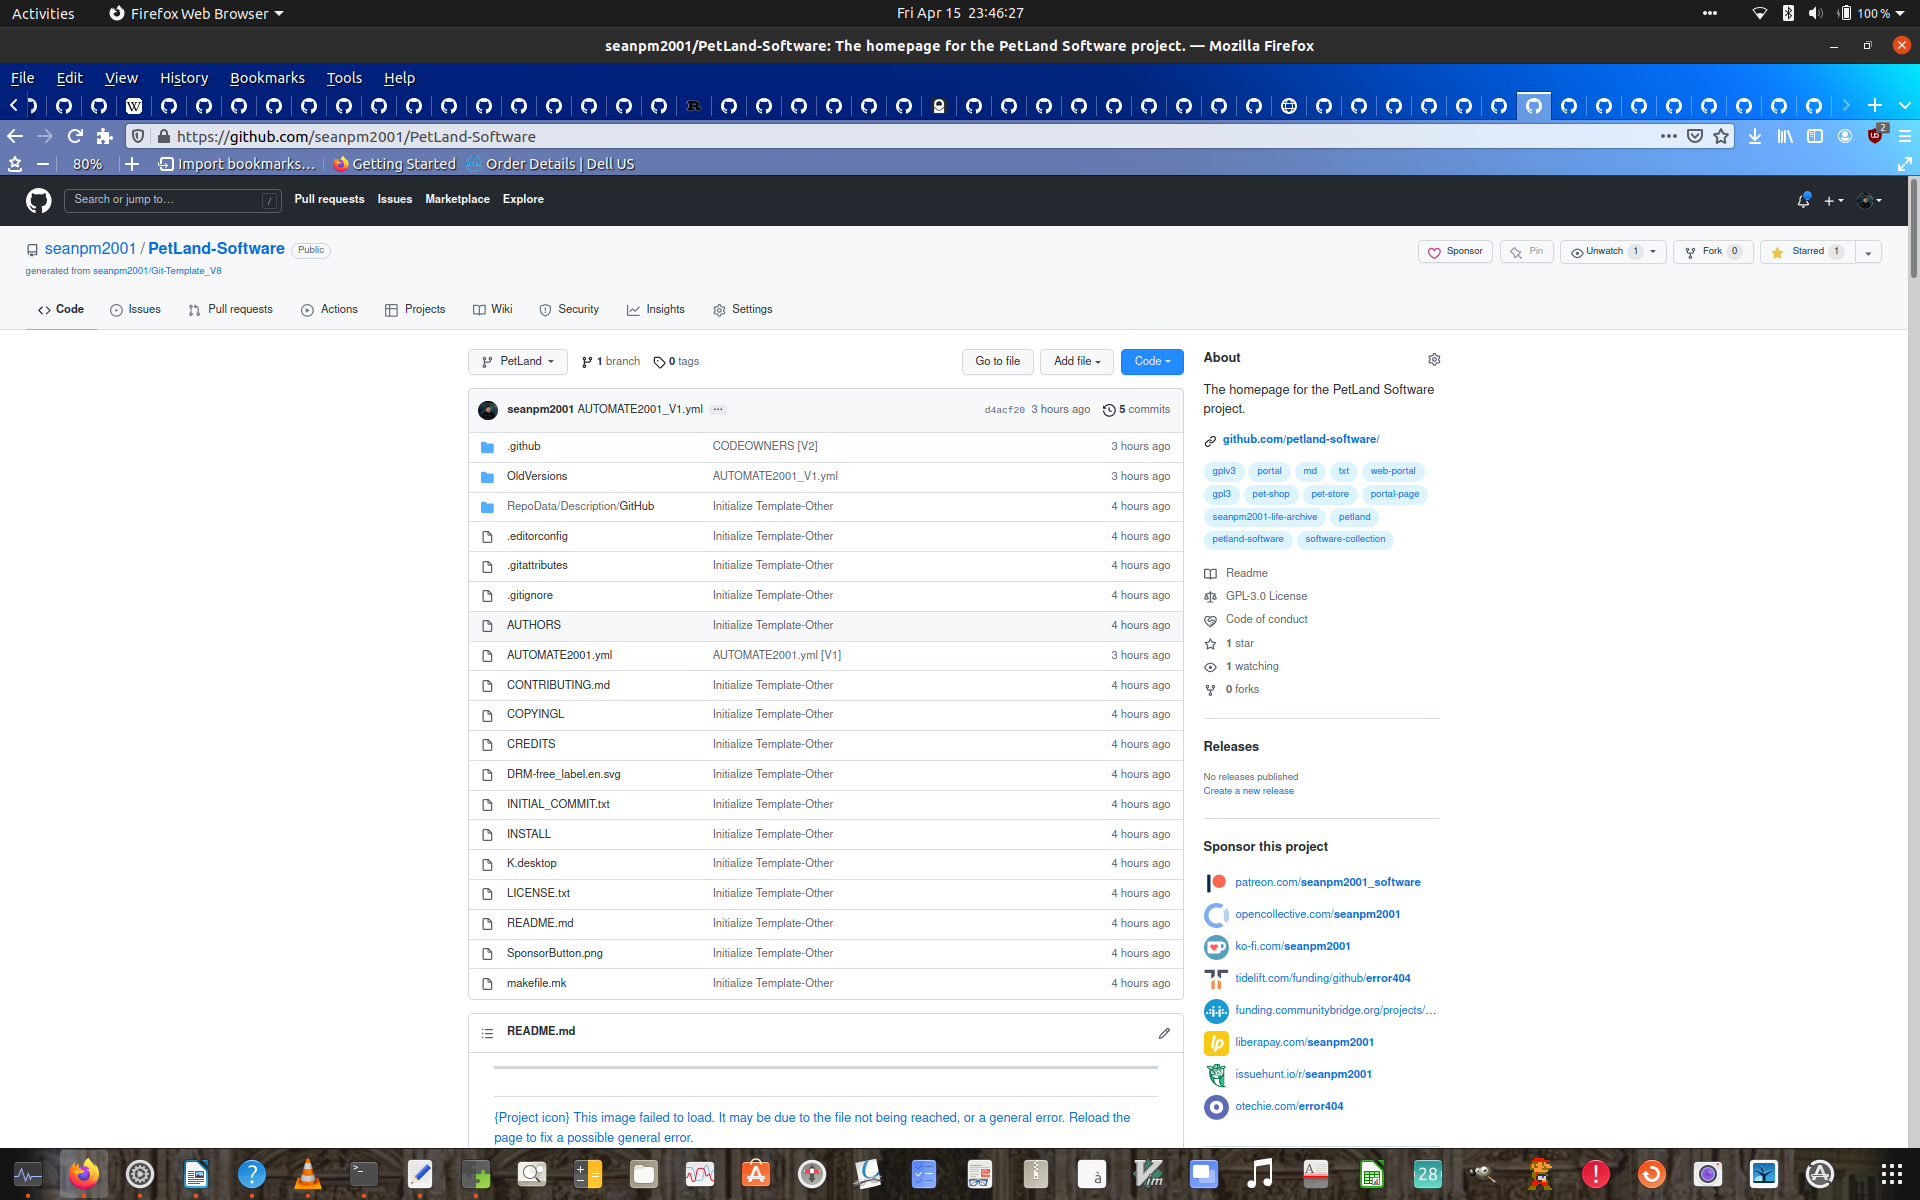 Activities
Firefox Web Browser
Fri Apr 15 23:46:27
100 %
seanpm2001/PetLand-Software: The homepage for the PetLand Software project. — Mozilla Firefox
File Edit View History Bookmarks Tools Help
https://github.com/seanpm2001/PetLand-Software
2
80%
Import bookmarks...
Getting Started
Order Details | Dell US
Search or jump to...
/
Pull requests Issues Marketplace Explore
seanpm2001 / PetLand-Software
Public
Sponsor
Pin
Unwatch 1
Fork 0
Starred 1
generated from seanpm2001/Git-Template_V8
Code
Issues
Pull requests
Actions
Projects
Wiki
Security
Insights
Settings
PetLand
1 branch
0 tags
Go to file
Add file
Code
seanpm2001 AUTOMATE2001_V1.yml ...
d4acf20 3 hours ago 5 commits
.github CODEOWNERS [V2] 3 hours ago
OldVersions AUTOMATE2001_V1.yml 3 hours ago
RepoData/Description/GitHub Initialize Template-Other 4 hours ago
.editorconfig Initialize Template-Other 4 hours ago
.gitattributes Initialize Template-Other 4 hours ago
.gitignore Initialize Template-Other 4 hours ago
AUTHORS Initialize Template-Other 4 hours ago
AUTOMATE2001.yml AUTOMATE2001.yml [V1] 3 hours ago
CONTRIBUTING.md Initialize Template-Other 4 hours ago
COPYINGL Initialize Template-Other 4 hours ago
CREDITS Initialize Template-Other 4 hours ago
DRM-free_label.en.svg Initialize Template-Other 4 hours ago
INITIAL_COMMIT.txt Initialize Template-Other 4 hours ago
INSTALL Initialize Template-Other 4 hours ago
K.desktop Initialize Template-Other 4 hours ago
LICENSE.txt Initialize Template-Other 4 hours ago
README.md Initialize Template-Other 4 hours ago
SponsorButton.png Initialize Template-Other 4 hours ago
makefile.mk Initialize Template-Other 4 hours ago
README.md
{Project icon} This image failed to load. It may be due to the file not being reached, or a general error. Reload the
page to fix a possible general error.
About
The homepage for the PetLand Software
project.
github.com/petland-software/
gplv3 portal md txt web-portal
gpl3 pet-shop pet-store portal-page
seanpm2001-life-archive petland
petland-software software-collection
Readme
GPL-3.0 License
Code of conduct
1 star
1 watching
0 forks
Releases
No releases published
Create a new release
Sponsor this project
patreon.com/seanpm2001_software
opencollective.com/seanpm2001
ko-fi.com/seanpm2001
tidelift.com/funding/github/error404
funding.communitybridge.org/projects/...
liberapay.com/seanpm2001
issuehunt.io/r/seanpm2001
otechie.com/error404
28